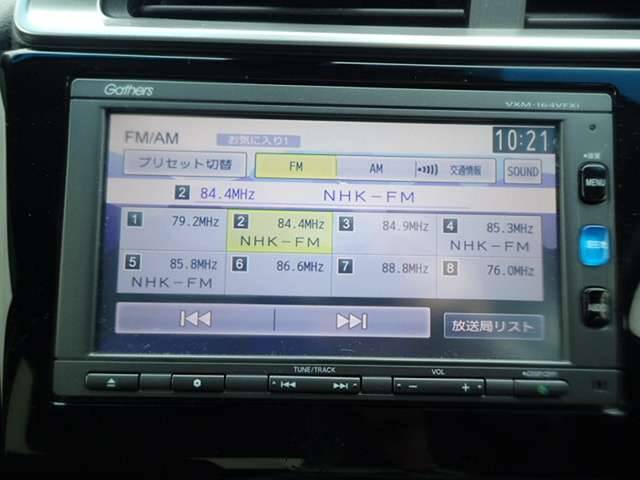 Gathers
VXM-164VFXi
FM/AM お気に入り1 10:21
プリセット切替 FM AM 交通情報 SOUND
2 84.4MHz NHK-FM
1 79.2MHz
2 84.4MHz
NHK-FM
3 84.9MHz
4 85.3MHz
NHK-FM
5 85.8MHz
NHK-FM
6 86.6MHz
7 88.8MHz
8 76.0MHz
放送局リスト
MENU
TUNE/TRACK VOL
− +